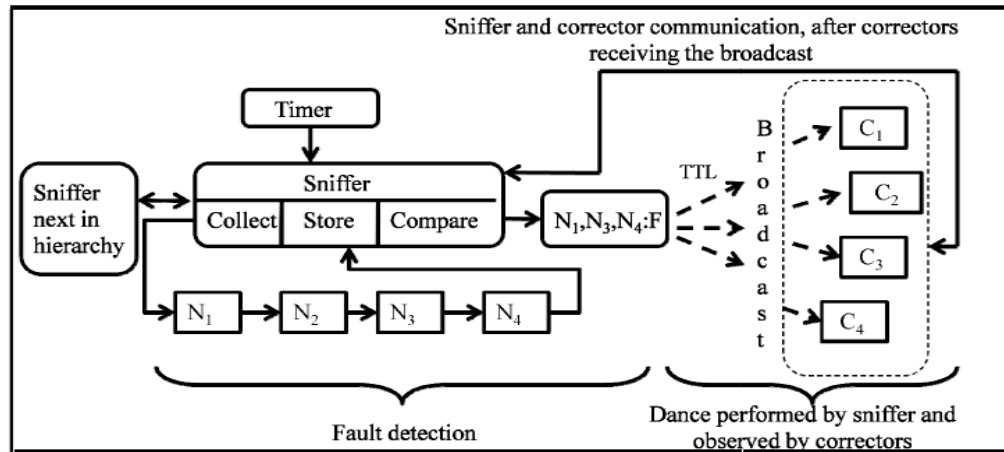 Sniffer and corrector communication, after correctors
receiving the broadcast
Timer
Sniffer
next in
hierarchy
Sniffer
Collect
Store
Compare
N₁,N₃,N₄:F
TTL
Broadcast
C₁
C₂
C₃
C₄
N₁
N₂
N₃
N₄
Fault detection
Dance performed by sniffer and
observed by correctors